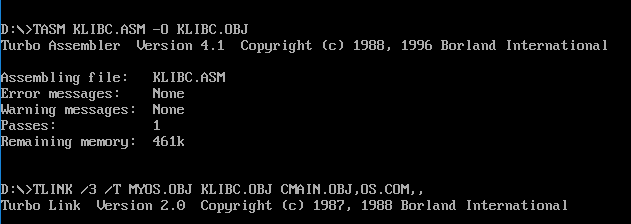 D:\>TASM KLIBC.ASM -O KLIBC.OBJ
Turbo Assembler  Version 4.1  Copyright (c) 1988, 1996 Borland International
Assembling file:   KLIBC.ASM
Error messages:    None
Warning messages:  None
Passes:            1
Remaining memory:  461k
D:\>TLINK /3 /T MYOS.OBJ KLIBC.OBJ CMAIN.OBJ,OS.COM,,
Turbo Link  Version 2.0  Copyright (c) 1987, 1988 Borland International